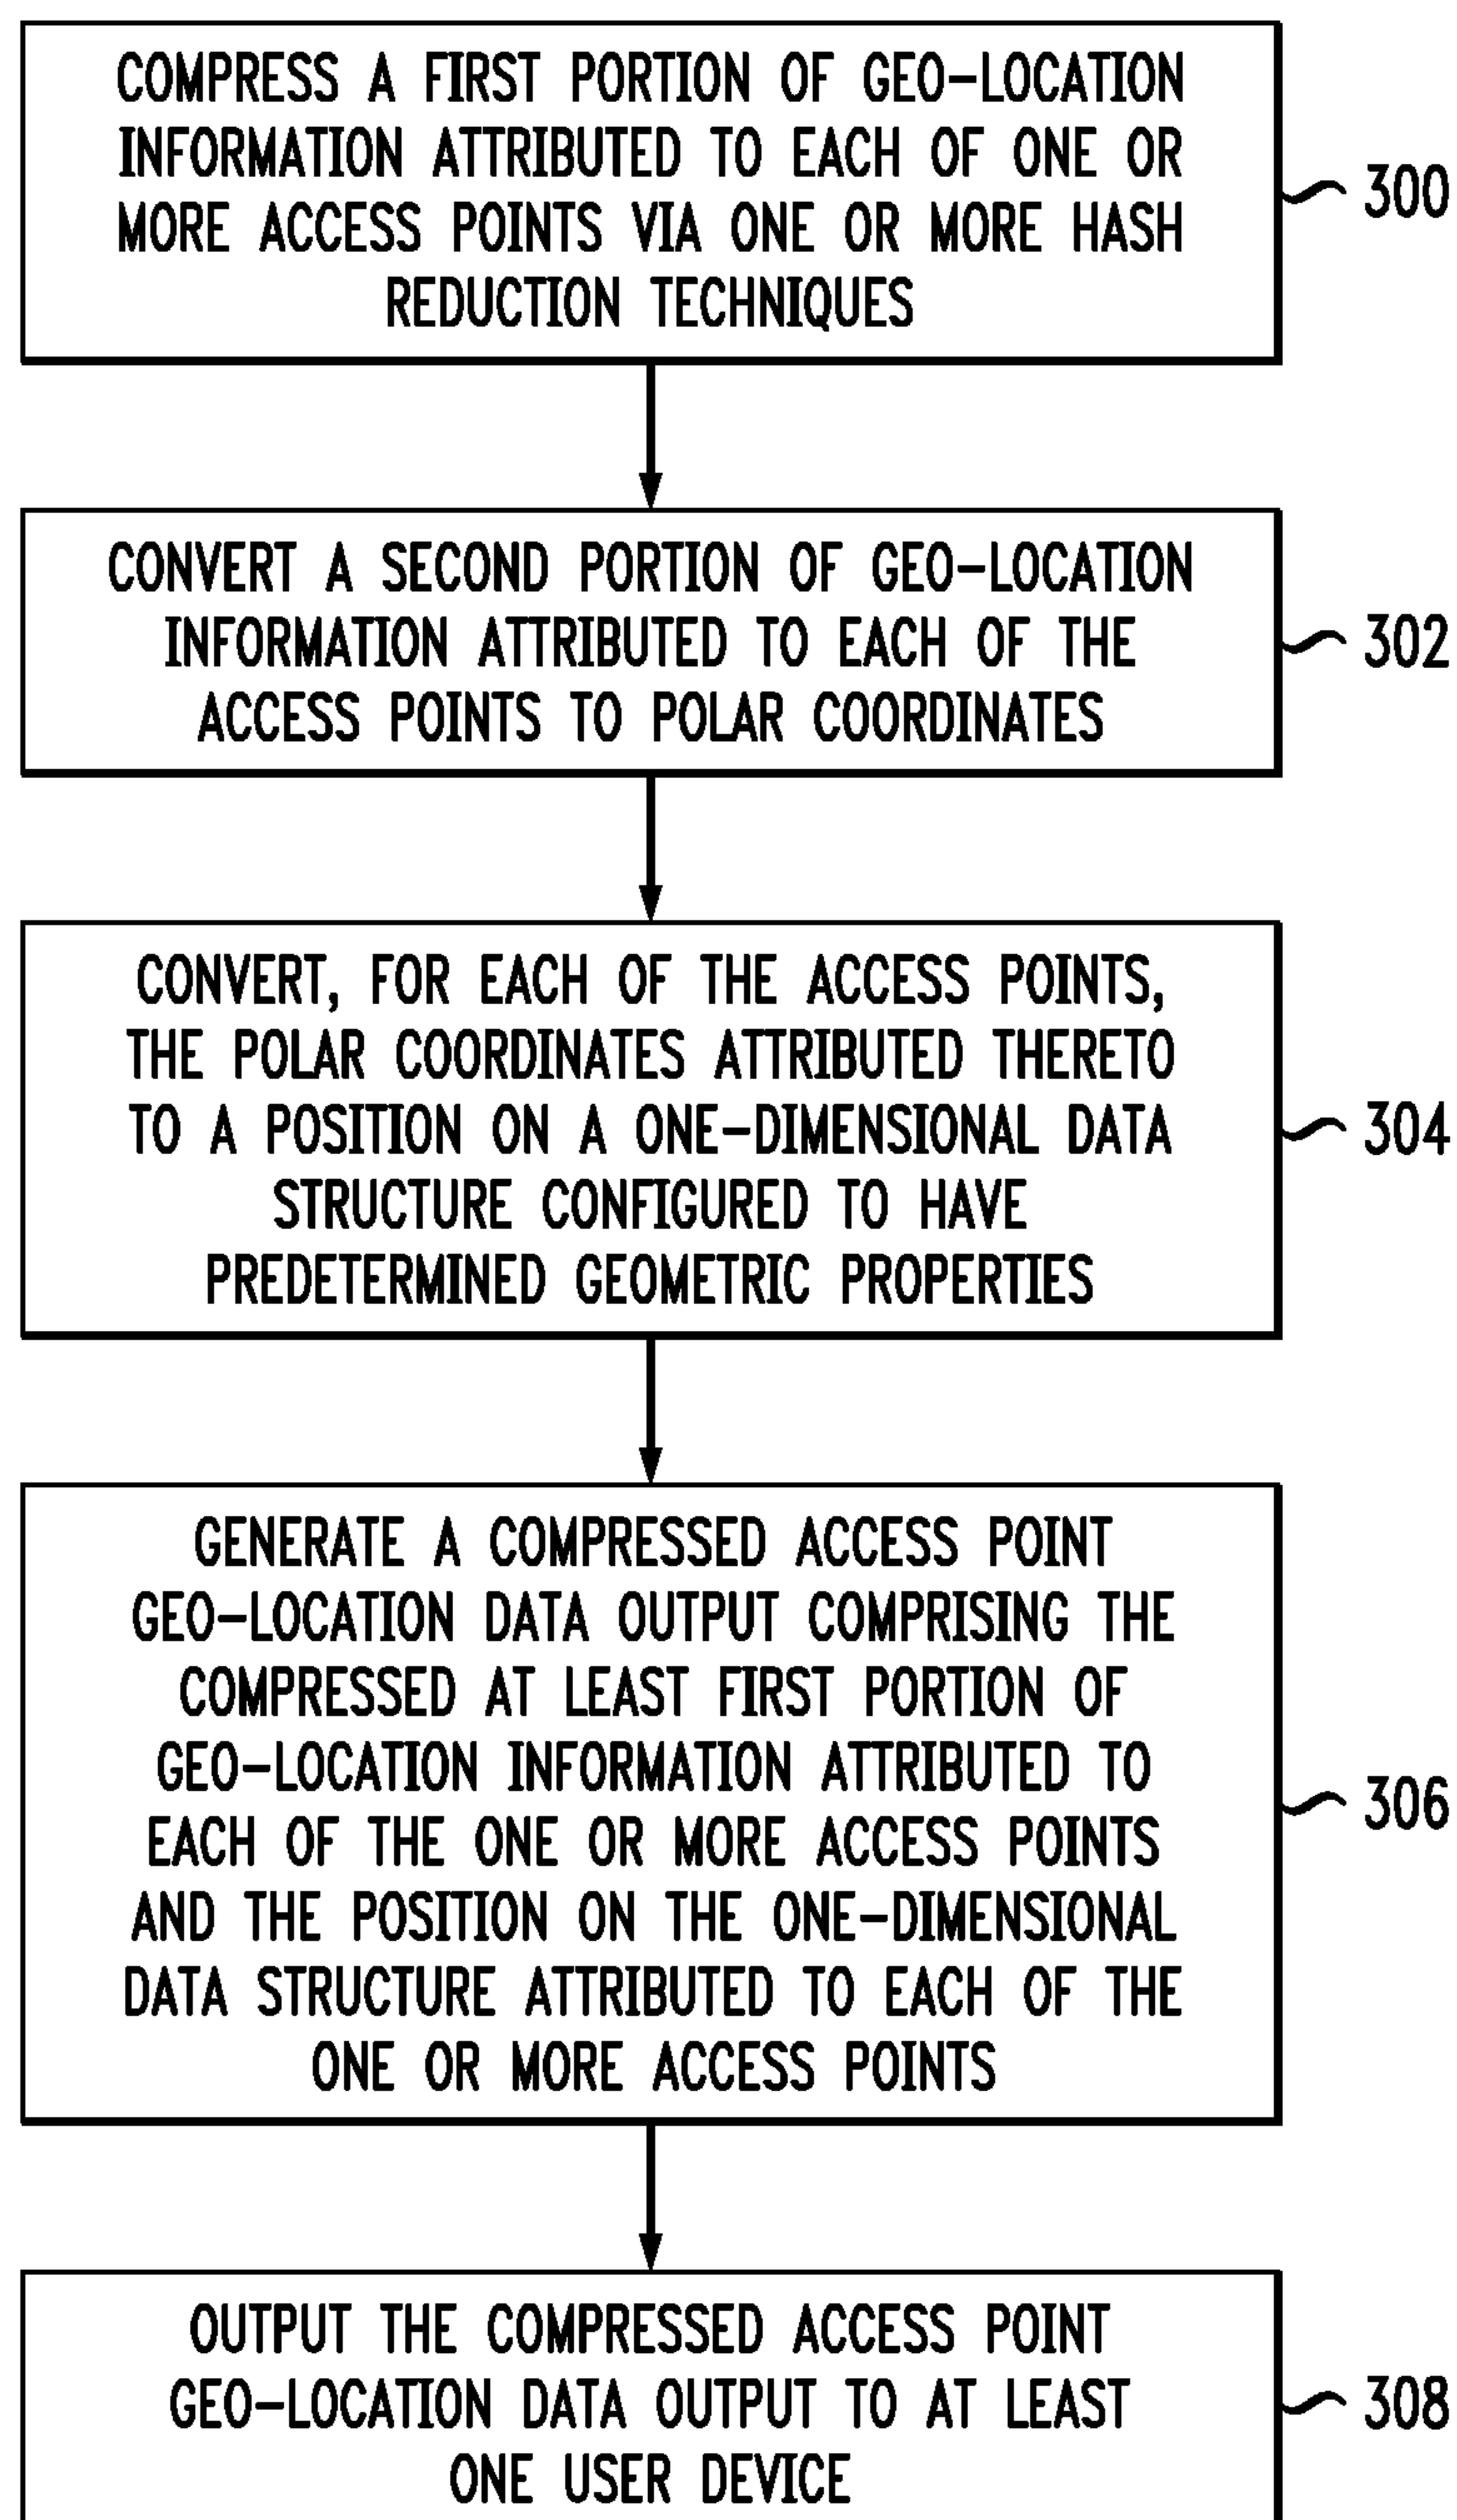 COMPRESS A FIRST PORTION OF GEO-LOCATION
INFORMATION ATTRIBUTED TO EACH OF ONE OR
MORE ACCESS POINTS VIA ONE OR MORE HASH
REDUCTION TECHNIQUES
300
CONVERT A SECOND PORTION OF GEO-LOCATION
INFORMATION ATTRIBUTED TO EACH OF THE
ACCESS POINTS TO POLAR COORDINATES
302
CONVERT, FOR EACH OF THE ACCESS POINTS,
THE POLAR COORDINATES ATTRIBUTED THERETO
TO A POSITION ON A ONE-DIMENSIONAL DATA
STRUCTURE CONFIGURED TO HAVE
PREDETERMINED GEOMETRIC PROPERTIES
304
GENERATE A COMPRESSED ACCESS POINT
GEO-LOCATION DATA OUTPUT COMPRISING THE
COMPRESSED AT LEAST FIRST PORTION OF
GEO-LOCATION INFORMATION ATTRIBUTED TO
EACH OF THE ONE OR MORE ACCESS POINTS
AND THE POSITION ON THE ONE-DIMENSIONAL
DATA STRUCTURE ATTRIBUTED TO EACH OF THE
ONE OR MORE ACCESS POINTS
306
OUTPUT THE COMPRESSED ACCESS POINT
GEO-LOCATION DATA OUTPUT TO AT LEAST
ONE USER DEVICE
308